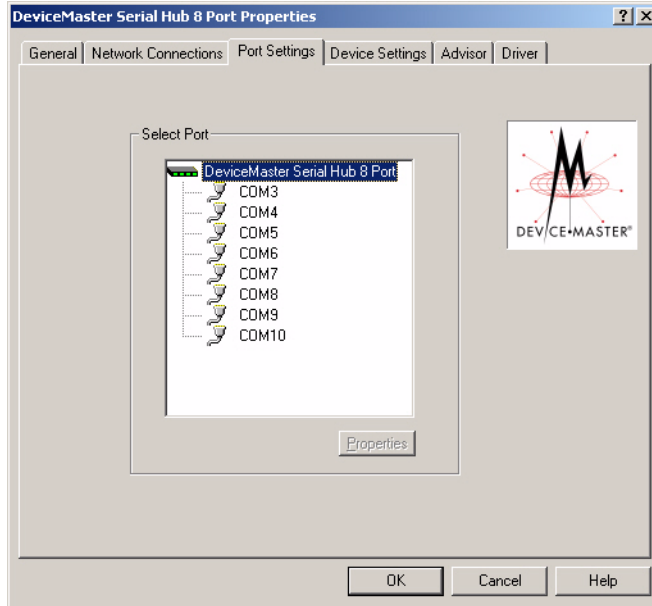 DeviceMaster Serial Hub 8 Port Properties
General Network Connections Port Settings Device Settings Advisor Driver
Select Port
DeviceMaster Serial Hub 8 Port
COM3
COM4
COM5
COM6
COM7
COM8
COM9
COM10
DEVICE•MASTER®
Properties
OK Cancel Help